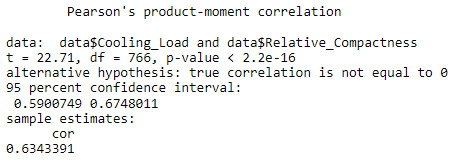 Pearson's product-moment correlation
data:  data$Cooling_Load and data$Relative_Compactness
t = 22.71, df = 766, p-value < 2.2e-16
alternative hypothesis: true correlation is not equal to 0
95 percent confidence interval:
 0.5900749 0.6748011
sample estimates:
      cor
0.6343391